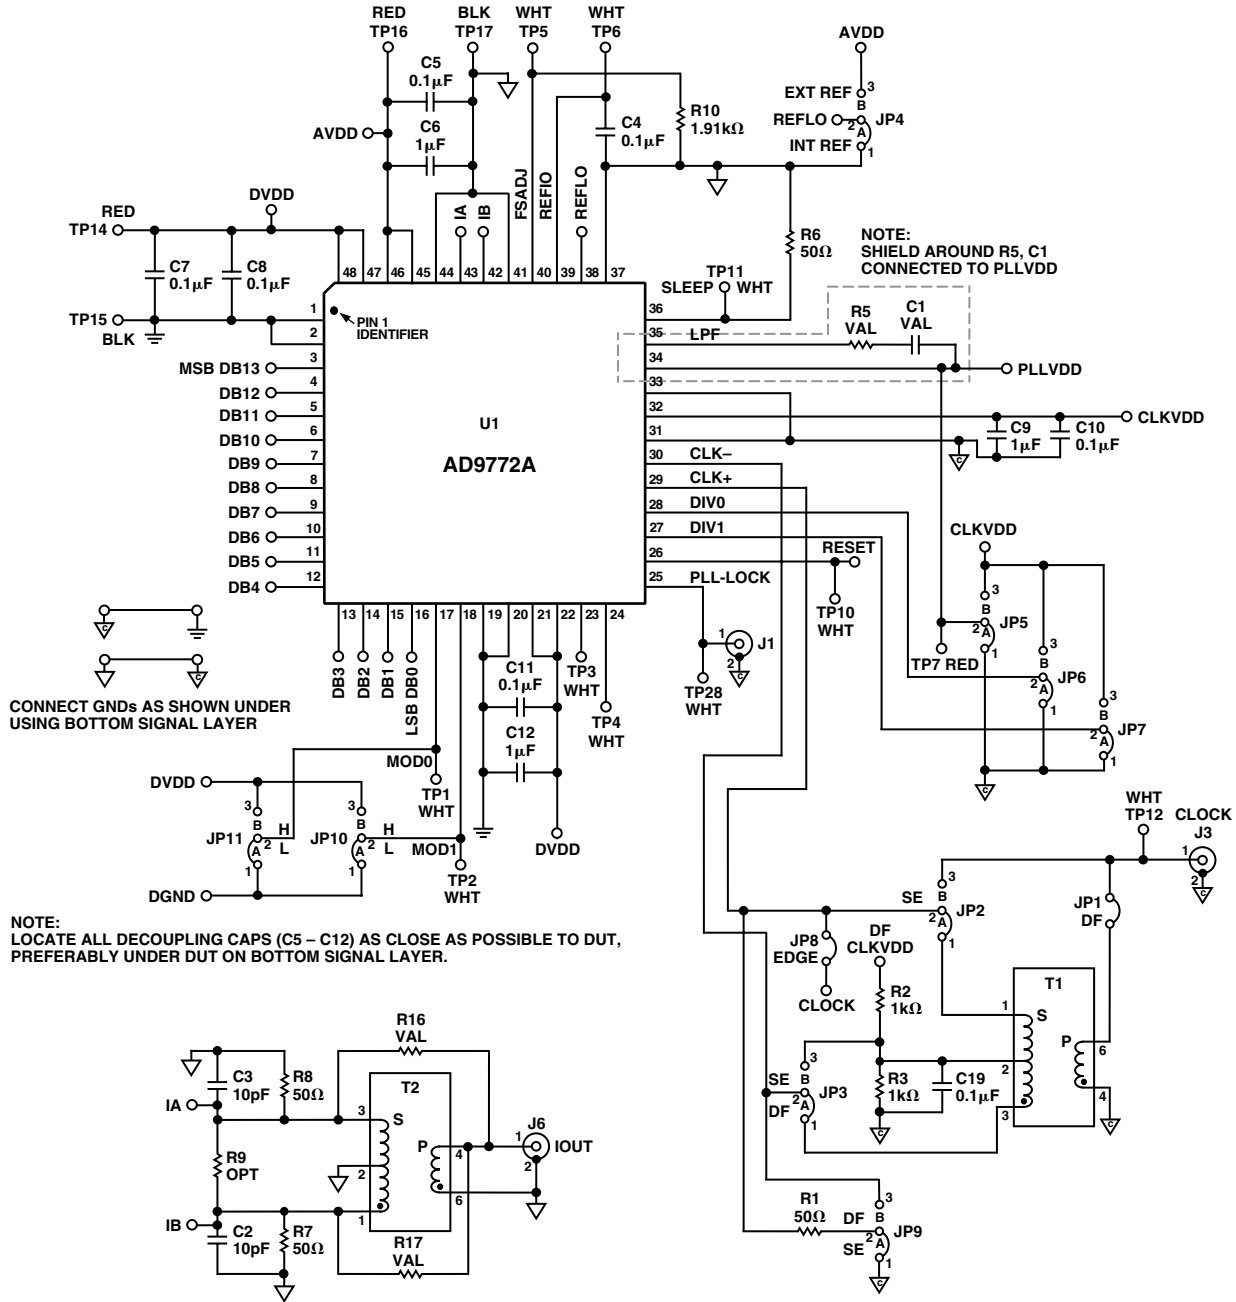 RED
TP16
BLK
TP17
WHT
TP5
WHT
TP6
AVDD
C5
0.1μF
C6
1μF
AVDD
R10
1.91kΩ
C4
0.1μF
EXT REF
3
B
REFLO
2
A
JP4
INT REF
1
FSADJ
REFIO
REFLO
IA
IB
RED
TP14
DVDD
C7
0.1μF
C8
0.1μF
TP15
BLK
R6
50Ω
NOTE:
SHIELD AROUND R5, C1
CONNECTED TO PLLVDD
TP11
SLEEP WHT
48 47 46 45 44 43 42 41 40 39 38 37
PIN 1
IDENTIFIER
1
2
3
4
5
6
7
8
9
10
11
12
MSB DB13
DB12
DB11
DB10
DB9
DB8
DB7
DB6
DB5
DB4
U1
AD9772A
36
35
34
33
32
31
30
29
28
27
26
25
LPF
R5
VAL
C1
VAL
PLLVDD
CLKVDD
C9
1μF
C10
0.1μF
C
CLK–
CLK+
DIV0
DIV1
RESET
PLL-LOCK
TP10
WHT
13 14 15 16 17 18 19 20 21 22 23 24
DB3
DB2
DB1
LSB DB0
C11
0.1μF
C12
1μF
TP3
WHT
TP4
WHT
DVDD
1
J1
2
C
TP28
WHT
CLKVDD
3
B
2
A
JP5
1
TP7 RED
3
B
2
A
JP6
1
3
B
2
A
JP7
1
C
C
C
CONNECT GNDs AS SHOWN UNDER
USING BOTTOM SIGNAL LAYER
MOD0
TP1
WHT
DVDD
3
B
JP11
A
2
H
L
1
3
B
JP10
A
2
H
L
1
MOD1
TP2
WHT
DGND
NOTE:
LOCATE ALL DECOUPLING CAPS (C5 – C12) AS CLOSE AS POSSIBLE TO DUT,
PREFERABLY UNDER DUT ON BOTTOM SIGNAL LAYER.
WHT
TP12
CLOCK
J3
1
2
C
SE
3
B
2
A
JP2
1
JP1
DF
JP8
EDGE
CLOCK
DF
CLKVDD
R2
1kΩ
R3
1kΩ
C19
0.1μF
C
T1
1
S
2
3
P
6
4
C
SE
3
B
2
A
JP3
DF
1
R1
50Ω
DF
3
B
2
A
JP9
SE
1
C
R16
VAL
C3
10pF
R8
50Ω
IA
R9
OPT
IB
C2
10pF
R7
50Ω
T2
3
S
2
1
P
4
6
R17
VAL
J6
1
2
IOUT